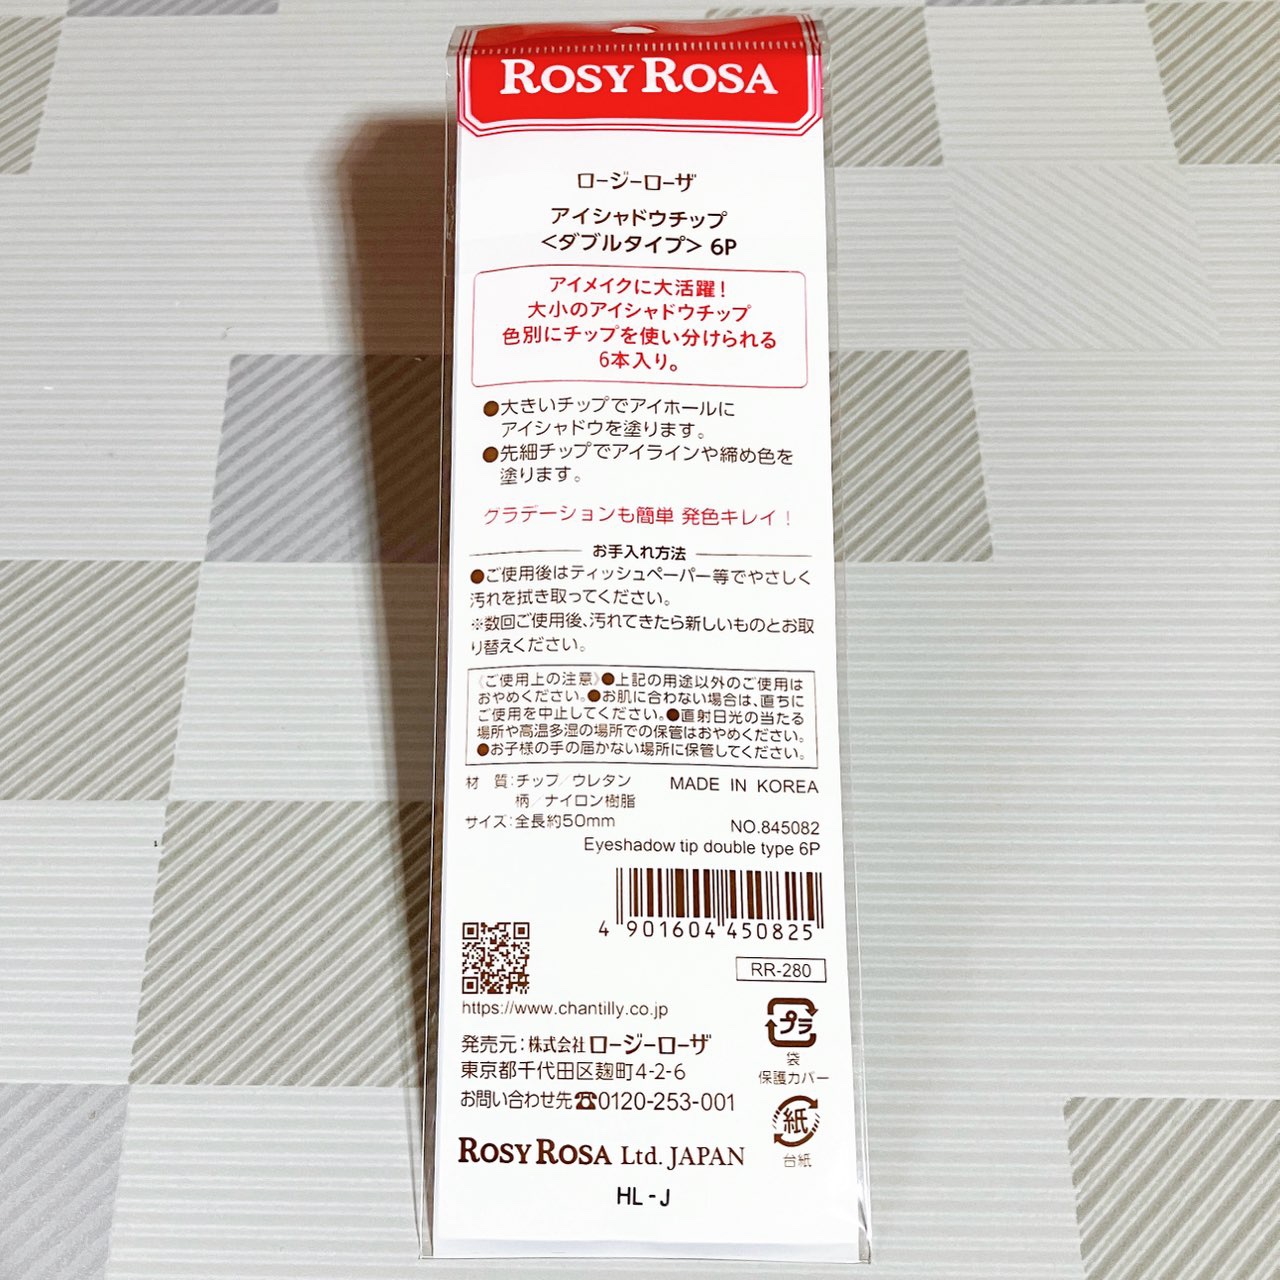 ROSY ROSA
ロージーローザ
アイシャドウチップ
<ダブルタイプ> 6P
アイメイクに大活躍!
大小のアイシャドウチップ
色別にチップを使い分けられる
6本入り。
●大きいチップでアイホールに
アイシャドウを塗ります。
●先細チップでアイラインや締め色を
塗ります。
グラデーションも簡単 発色キレイ!
お手入れ方法
●ご使用後はティッシュペーパー等でやさしく
汚れを拭き取ってください。
※数回ご使用後、汚れてきたら新しいものとお取
り替えください。
〈ご使用上の注意〉●上記の用途以外のご使用は
おやめください。●お肌に合わない場合は、直ちに
ご使用を中止してください。●直射日光の当たる
場所や高温多湿の場所での保管はおやめください。
●お子様の手の届かない場所に保管してください。
材 質:チップ/ウレタン
柄/ナイロン樹脂
MADE IN KOREA
サイズ:全長約50mm
NO.845082
Eyeshadow tip double type 6P
4 901604 450825
RR-280
https://www.chantilly.co.jp
プラ
袋
保護カバー
発売元:株式会社ロージーローザ
東京都千代田区麹町4-2-6
お問い合わせ先☎0120-253-001
紙
台紙
ROSY ROSA Ltd. JAPAN
HL-J